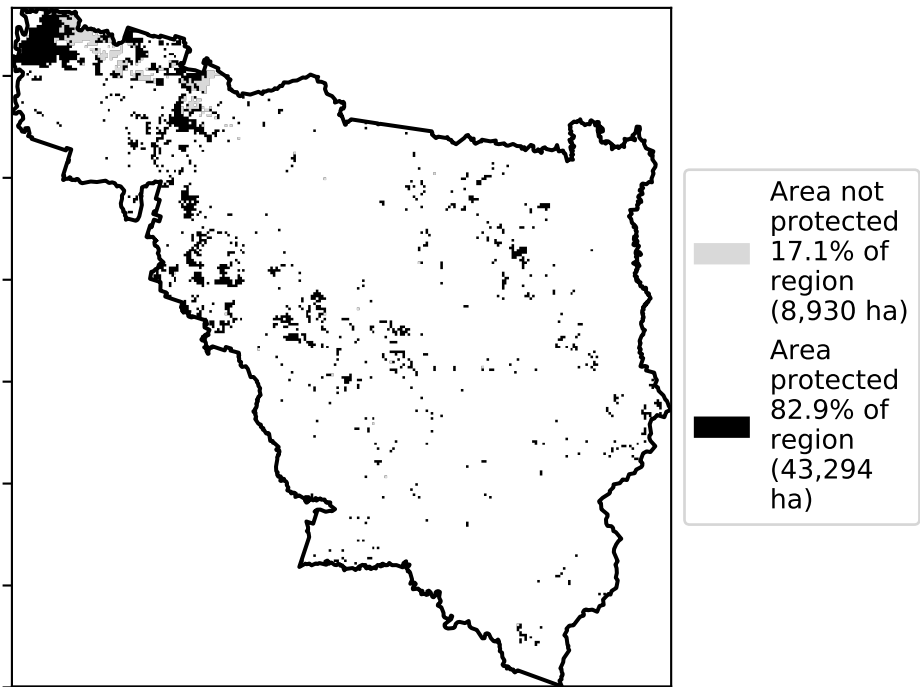 Area not
protected
17.1% of
region
(8,930 ha)
Area
protected
82.9% of
region
(43,294
ha)